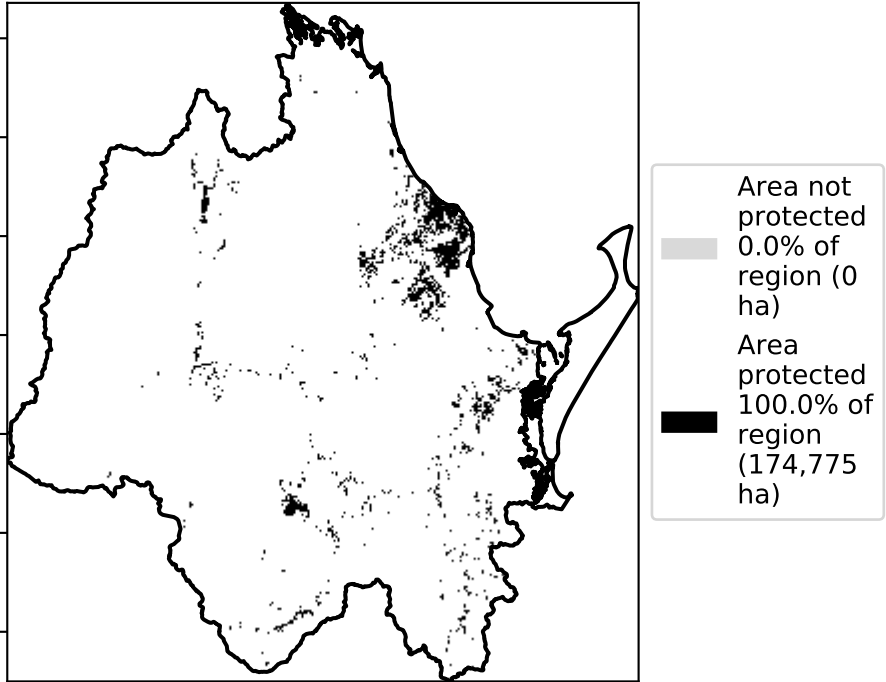 Area not
protected
0.0% of
region (0
ha)
Area
protected
100.0% of
region
(174,775
ha)